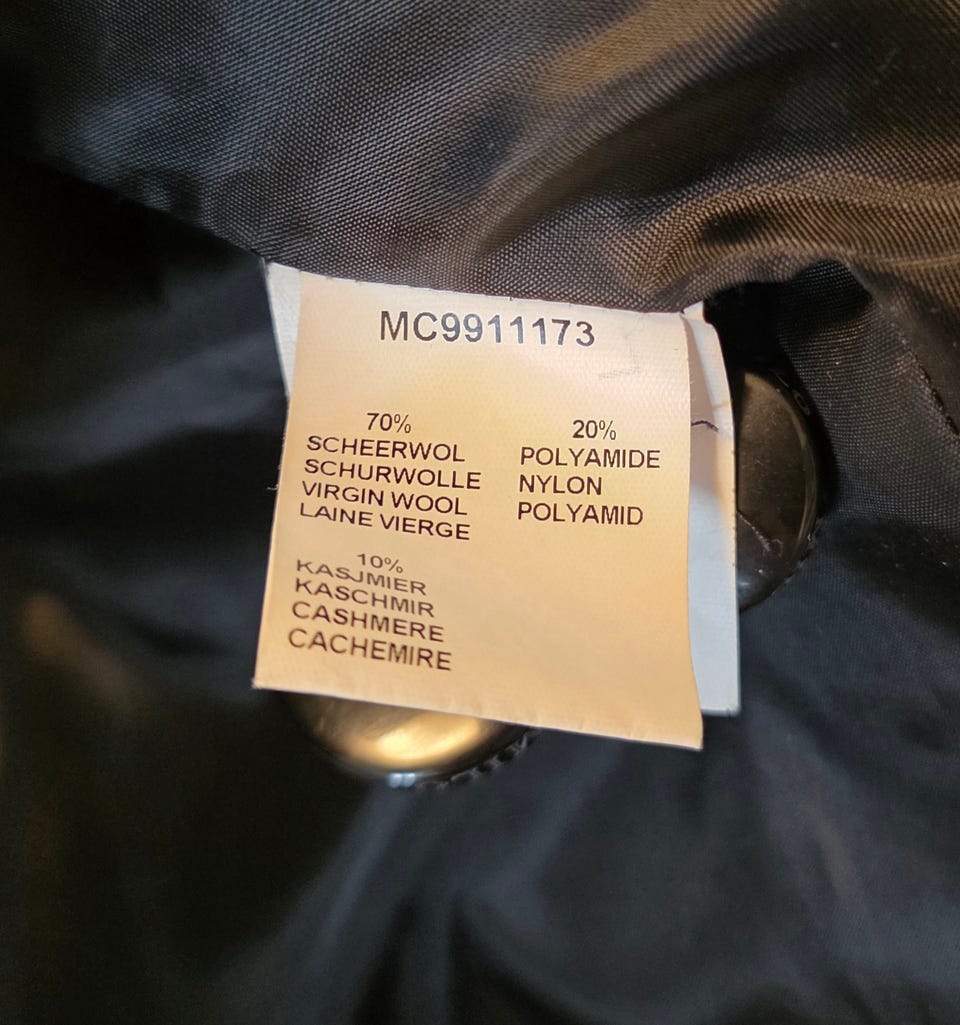 MC9911173
70%
SCHEERWOL
SCHURWOLLE
VIRGIN WOOL
LAINE VIERGE
20%
POLYAMIDE
NYLON
POLYAMID
10%
KASJMIER
KASCHMIR
CASHMERE
CACHEMIRE